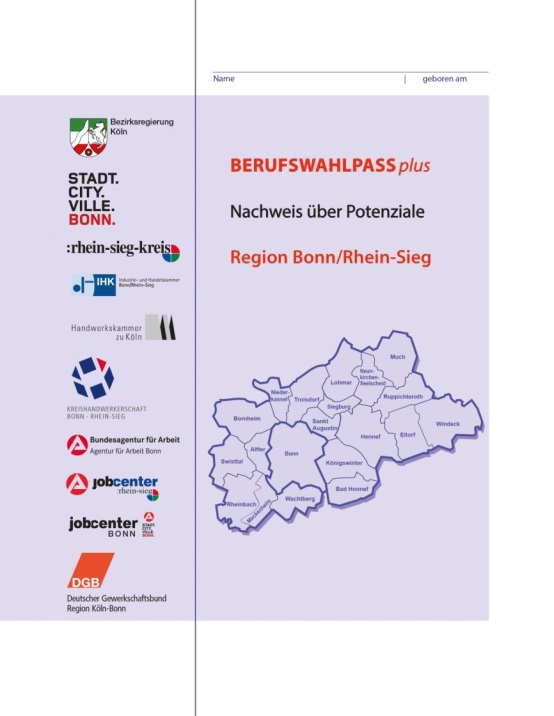 Name | geboren am
Bezirksregierung
Köln
STADT.
CITY.
VILLE.
BONN.
:rhein-sieg-kreis
IHK Industrie- und Handelskammer
Bonn/Rhein-Sieg
Handwerkskammer
zu Köln
KREISHANDWERKERSCHAFT
BONN · RHEIN-SIEG
Bundesagentur für Arbeit
Agentur für Arbeit Bonn
jobcenter
:rhein-sieg
jobcenter
BONN
STADT.
CITY.
VILLE.
BONN.
DGB
Deutscher Gewerkschaftsbund
Region Köln-Bonn
BERUFSWAHLPASS plus
Nachweis über Potenziale
Region Bonn/Rhein-Sieg
Much
Lohmar
Neun-
kirchen-
Seelscheid
Nieder-
kassel
Troisdorf
Ruppichteroth
Siegburg
Bornheim
Sankt
Augustin
Windeck
Hennef
Eitorf
Alfter
Bonn
Swisttal
Königswinter
Bad Honnef
Rheinbach
Wachtberg
Meckenheim